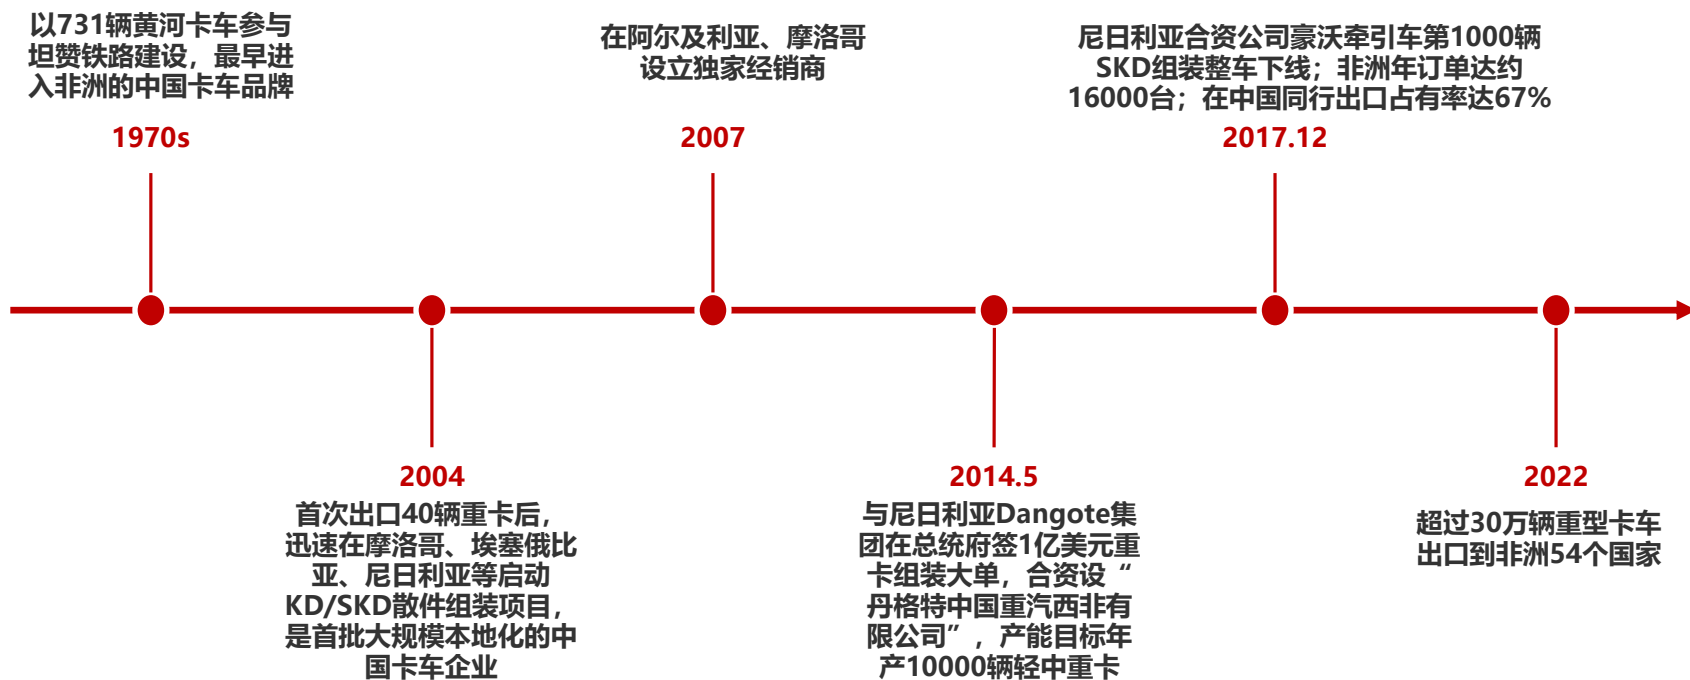 以731辆黄河卡车参与
坦赞铁路建设，最早进
入非洲的中国卡车品牌
1970s
2004
首次出口40辆重卡后，
迅速在摩洛哥、埃塞俄比
亚、尼日利亚等启动
KD/SKD散件组装项目，
是首批大规模本地化的中
国卡车企业
在阿尔及利亚、摩洛哥
设立独家经销商
2007
2014.5
与尼日利亚Dangote集
团在总统府签1亿美元重
卡组装大单，合资设“
丹格特中国重汽西非有
限公司”，产能目标年
产10000辆轻中重卡
尼日利亚合资公司豪沃牵引车第1000辆
SKD组装整车下线；非洲年订单达约
16000台；在中国同行出口占有率达67%
2017.12
2022
超过30万辆重型卡车
出口到非洲54个国家